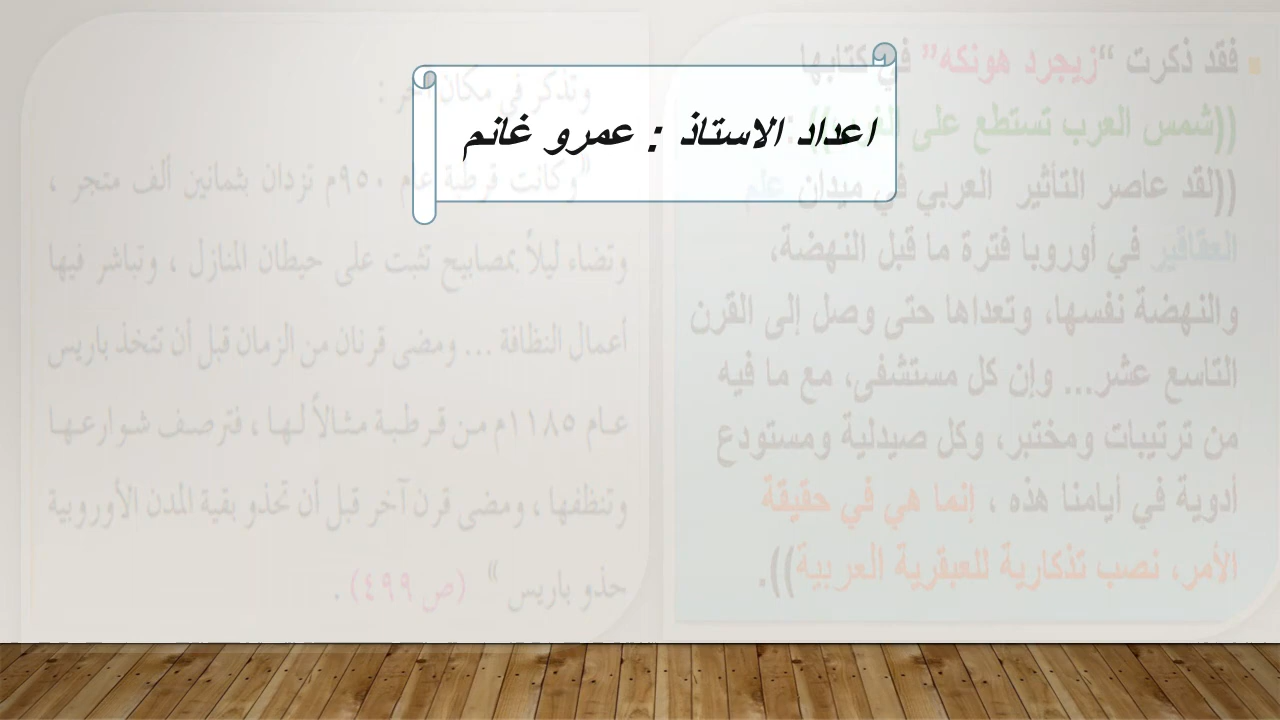 اعداد الاستاذ : عمرو غانم
فقد ذكرت “زيجرد هونكه” في كتابها
((شمس العرب تستطع على الغرب)) :
((لقد عاصر التأثير العربي في ميدان علم
العقاقير في أوروبا فترة ما قبل النهضة،
والنهضة نفسها، وتعداها حتى وصل إلى القرن
التاسع عشر... وإن كل مستشفى، مع ما فيه
من ترتيبات ومختبر، وكل صيدلية ومستودع
أدوية في أيامنا هذه ، إنما هي في حقيقة
الأمر، نصب تذكارية للعبقرية العربية)).
وتذكر في مكان آخر :
"وكانت قرطبة عام ٩٥٠م تزدان بثمانين ألف متجر ،
وتضاء ليلاً بمصابيح تثبت على حيطان المنازل ، وتباشر فيها
أعمال النظافة ... ومضى قرنان من الزمان قبل أن تتخذ باريس
عام ١١٨٥م من قرطبة مثالاً لها ، فترصف شوارعها
وتنظفها ، ومضى قرن آخر قبل أن تحذو بقية المدن الأوروبية
حذو باريس " (ص ٤٩٩) .